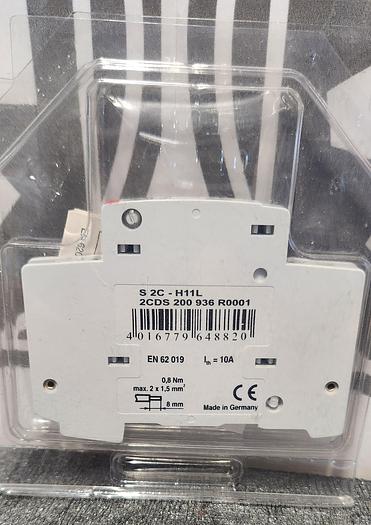 S 2C - H11L
2CDS 200 936 R0001
4 016779 648820
EN 62 019
Ith = 10A
0,8 Nm
max. 2 x 1,5 mm²
8 mm
CE
Made in Germany